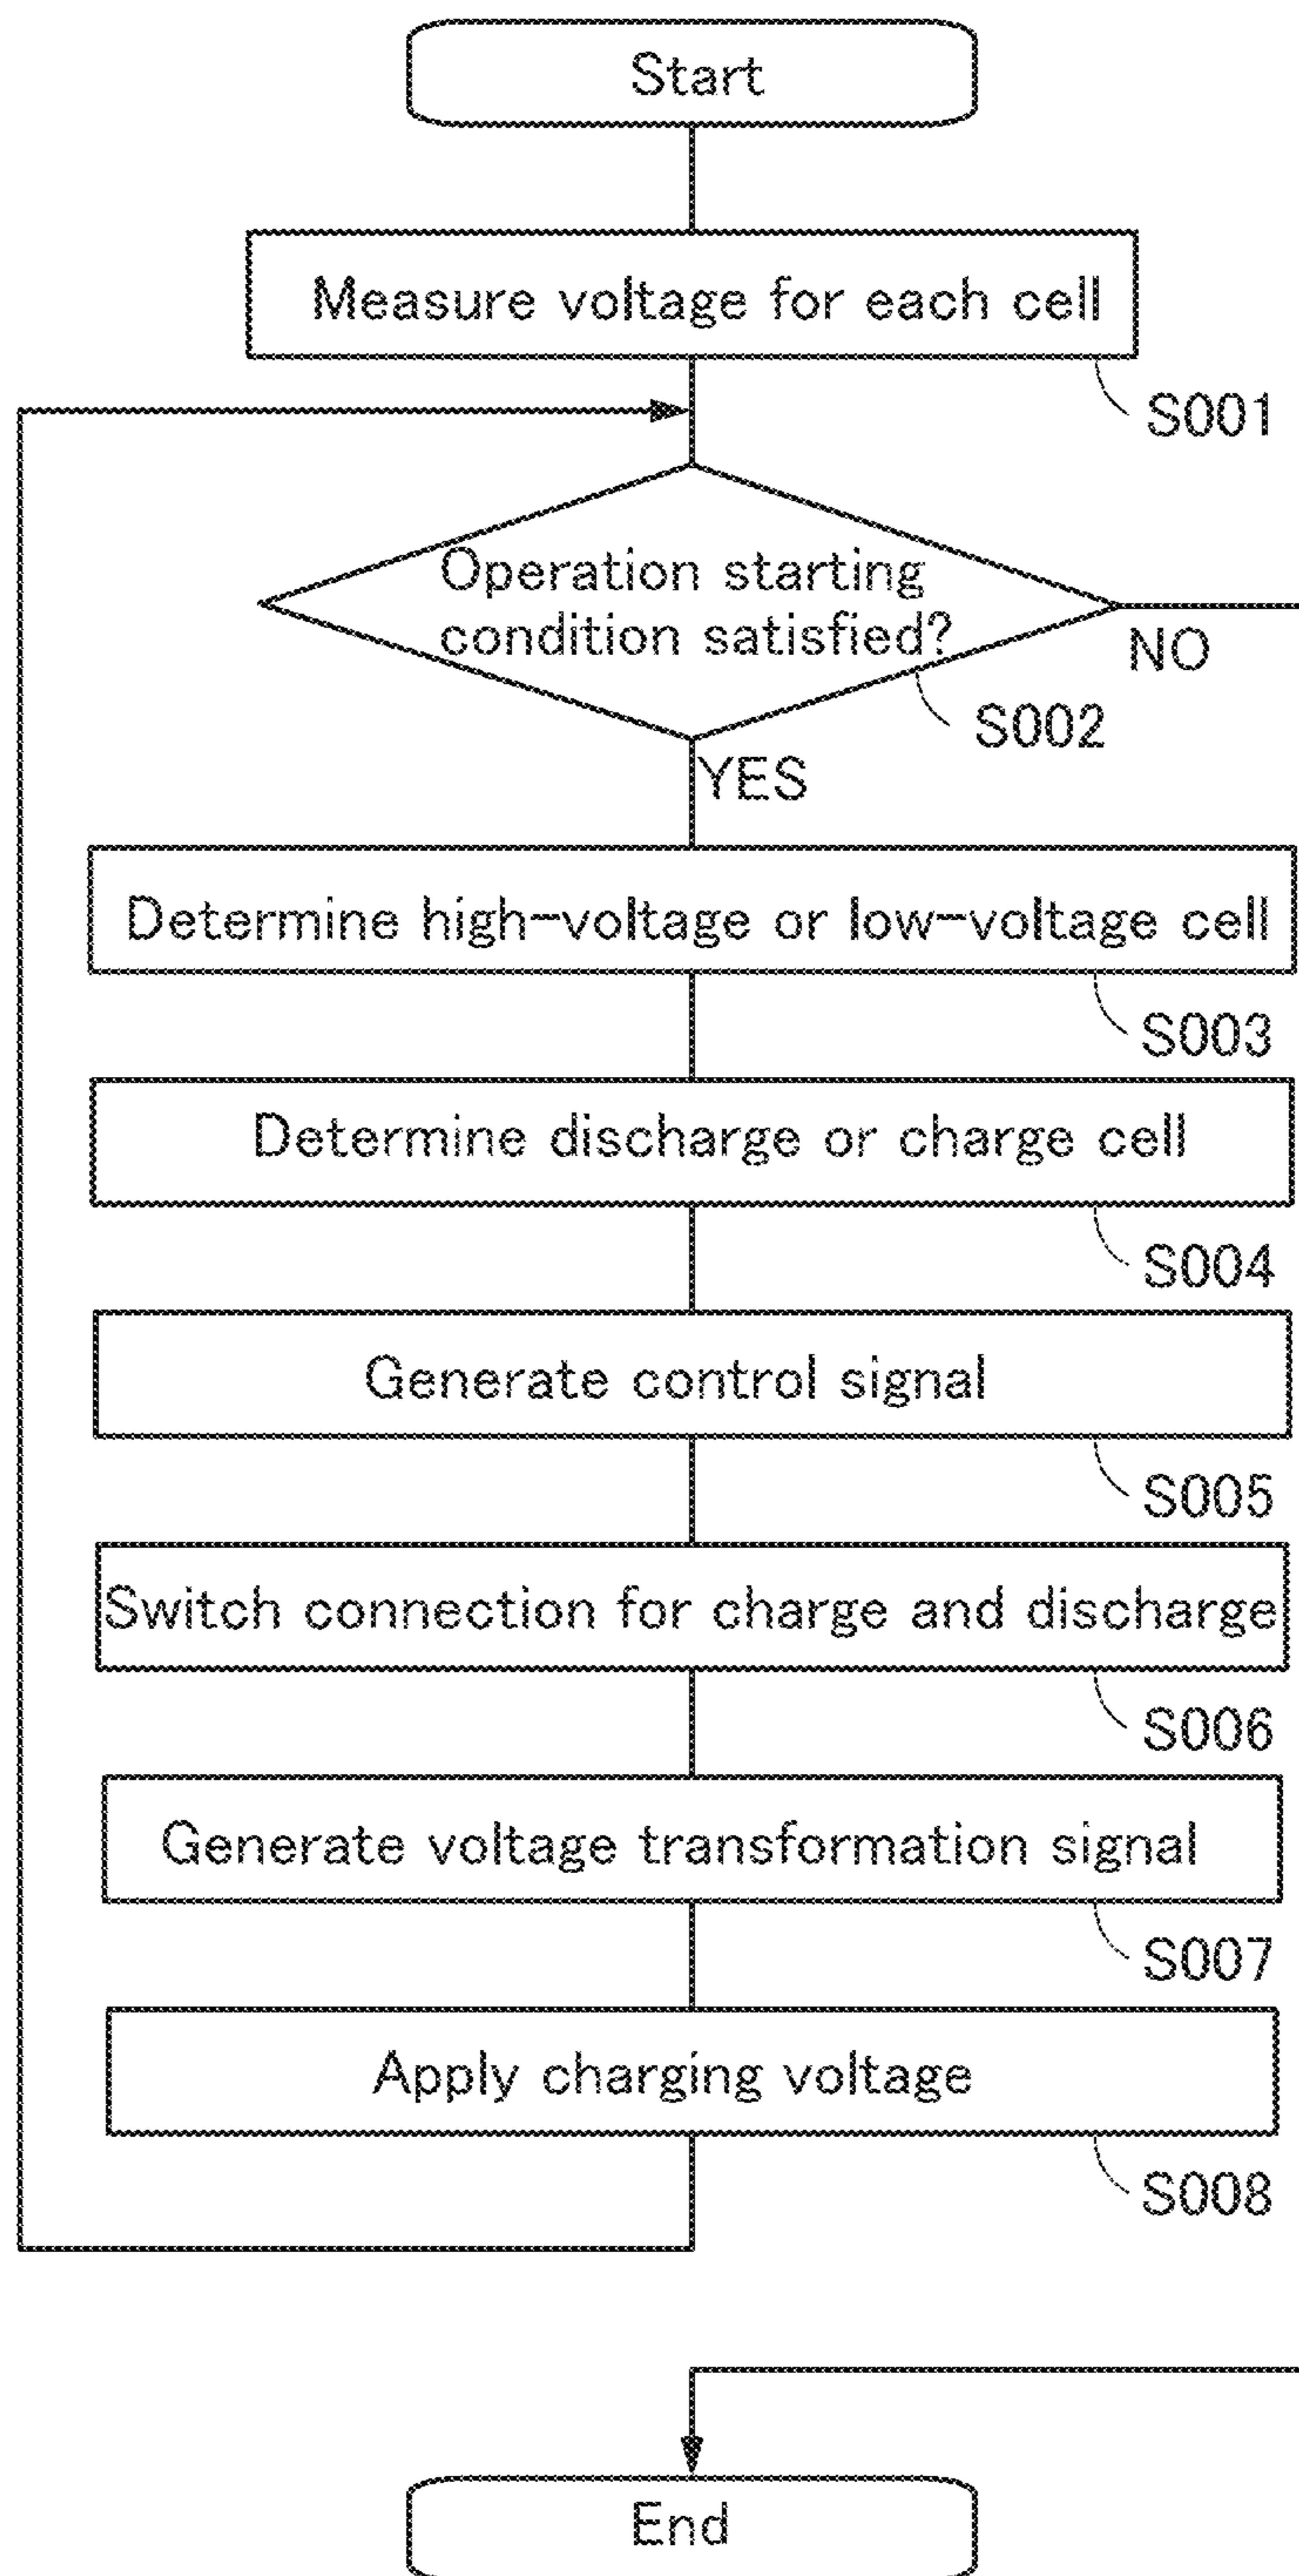 Start
Measure voltage for each cell
S001
Operation starting
condition satisfied?
NO
S002
YES
Determine high-voltage or low-voltage cell
S003
Determine discharge or charge cell
S004
Generate control signal
S005
Switch connection for charge and discharge
S006
Generate voltage transformation signal
S007
Apply charging voltage
S008
End